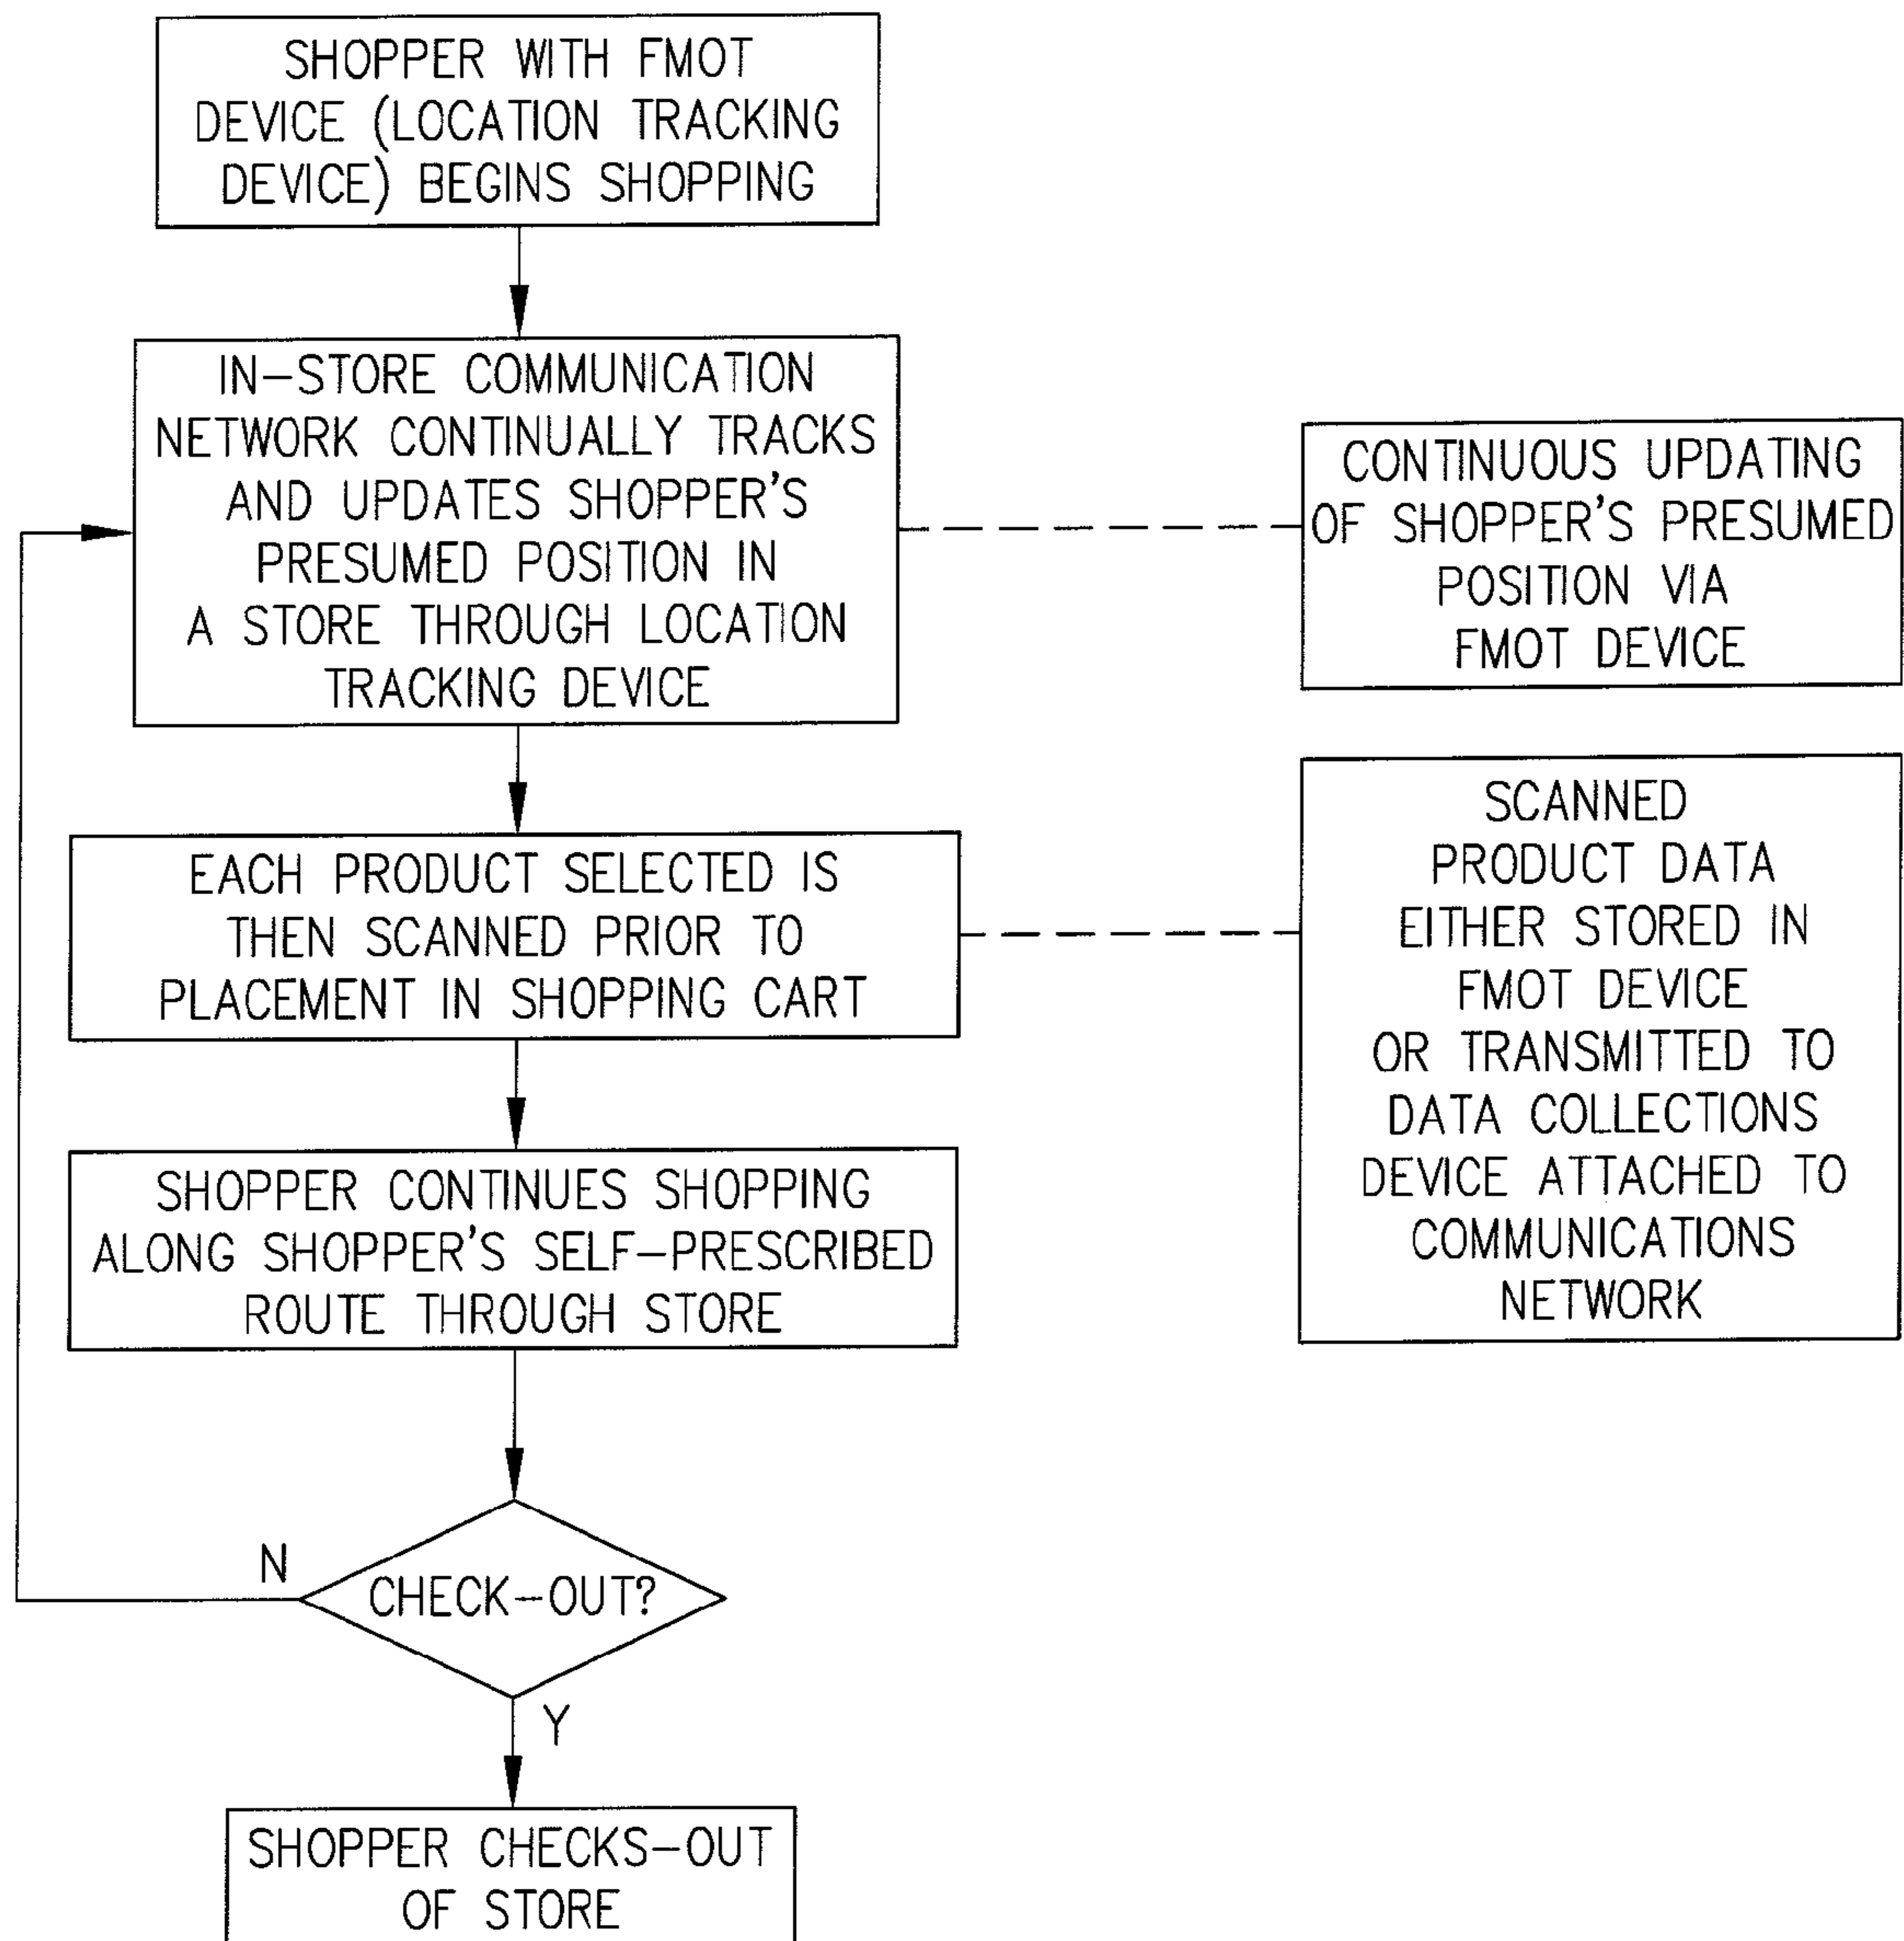 SHOPPER WITH FMOT
DEVICE (LOCATION TRACKING
DEVICE) BEGINS SHOPPING
IN-STORE COMMUNICATION
NETWORK CONTINUALLY TRACKS
AND UPDATES SHOPPER'S
PRESUMED POSITION IN
A STORE THROUGH LOCATION
TRACKING DEVICE
CONTINUOUS UPDATING
OF SHOPPER'S PRESUMED
POSITION VIA
FMOT DEVICE
EACH PRODUCT SELECTED IS
THEN SCANNED PRIOR TO
PLACEMENT IN SHOPPING CART
SCANNED
PRODUCT DATA
EITHER STORED IN
FMOT DEVICE
OR TRANSMITTED TO
DATA COLLECTIONS
DEVICE ATTACHED TO
COMMUNICATIONS
NETWORK
SHOPPER CONTINUES SHOPPING
ALONG SHOPPER'S SELF-PRESCRIBED
ROUTE THROUGH STORE
N
CHECK-OUT?
Y
SHOPPER CHECKS-OUT
OF STORE